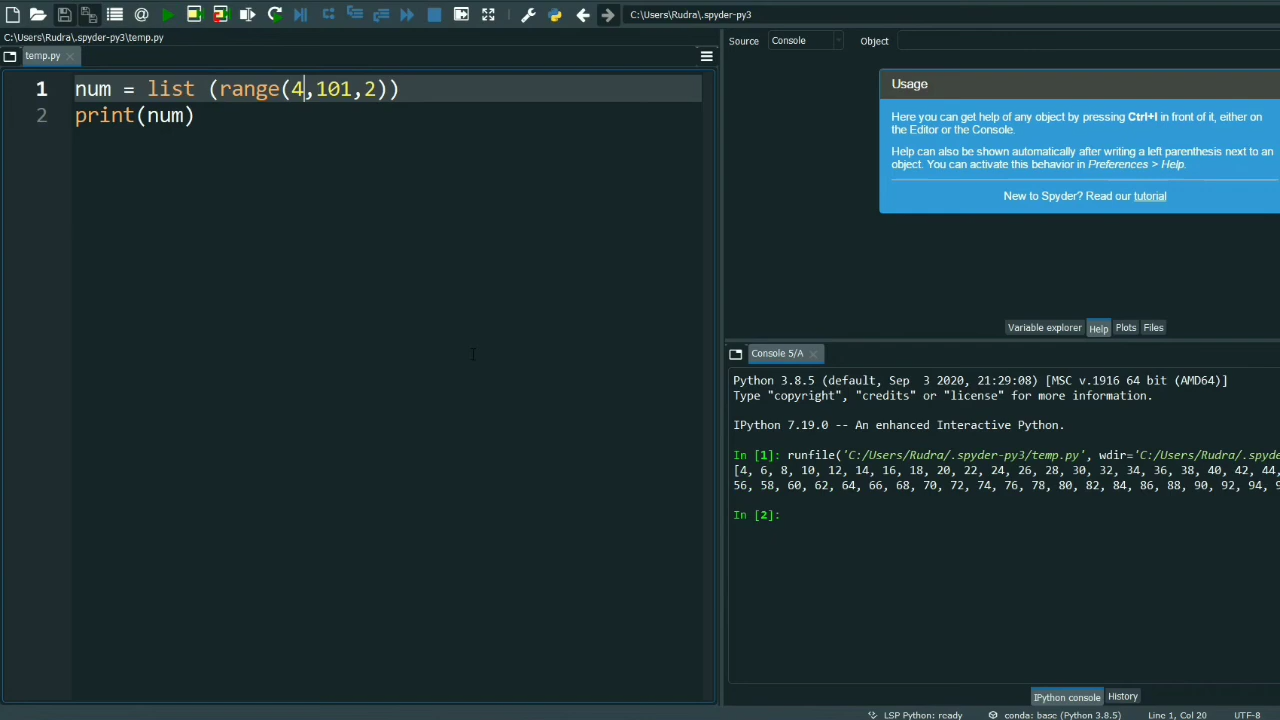 C:\Users\Rudra\.spyder-py3
C:\Users\Rudra\.spyder-py3\temp.py
temp.py
1 num = list (range(4,101,2))
2 print(num)
Source Console Object
Usage
Here you can get help of any object by pressing Ctrl+I in front of it, either on
the Editor or the Console.
Help can also be shown automatically after writing a left parenthesis next to an
object. You can activate this behavior in Preferences > Help.
New to Spyder? Read our tutorial
Variable explorer Help Plots Files
Console 5/A
Python 3.8.5 (default, Sep  3 2020, 21:29:08) [MSC v.1916 64 bit (AMD64)]
Type "copyright", "credits" or "license" for more information.
IPython 7.19.0 -- An enhanced Interactive Python.
In [1]: runfile('C:/Users/Rudra/.spyder-py3/temp.py', wdir='C:/Users/Rudra/.spyde
[4, 6, 8, 10, 12, 14, 16, 18, 20, 22, 24, 26, 28, 30, 32, 34, 36, 38, 40, 42, 44,
56, 58, 60, 62, 64, 66, 68, 70, 72, 74, 76, 78, 80, 82, 84, 86, 88, 90, 92, 94, 9
In [2]:
IPython console History
LSP Python: ready conda: base (Python 3.8.5) Line 1, Col 20 UTF-8